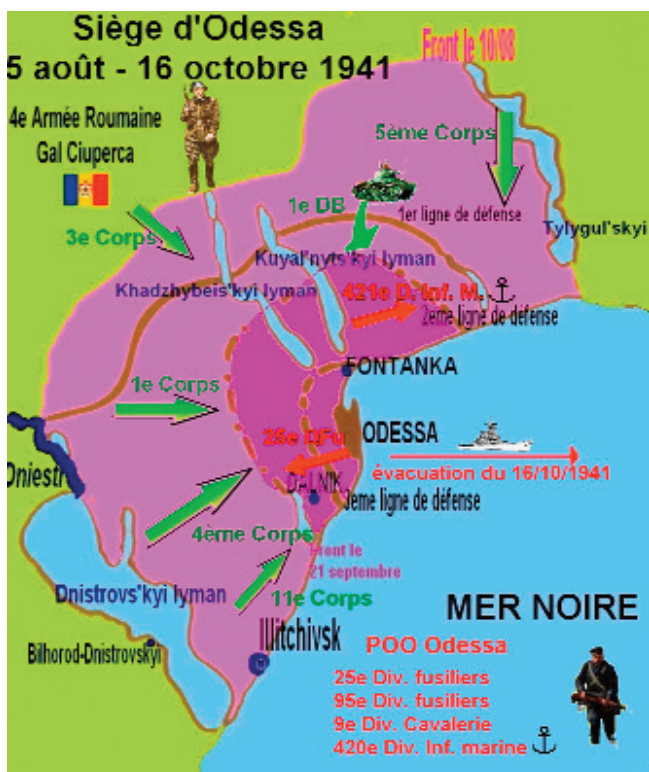 Siège d'Odessa
5 août - 16 octobre 1941
Front le 10/08
4e Armée Roumaine
Gal Ciuperca
5ème Corps
3e Corps
1e DB
1er ligne de défense
Tylygul'skyi
Kuyal'nyts'kyi lyman
Khadzhybeis'kyi lyman
421e D. Inf. M.
2ème ligne de défense
FONTANKA
1e Corps
25e DFu
ODESSA
Dniestr
évacuation du 16/10/1941
DALNIK
3eme ligne de défense
4ème Corps
Front le
21 septembre
Dnistrovs'kyi lyman
11e Corps
MER NOIRE
Illitchivsk
Bilhorod-Dnistrovskyi
POO Odessa
25e Div. fusiliers
95e Div. fusiliers
9e Div. Cavalerie
420e Div. Inf. marine